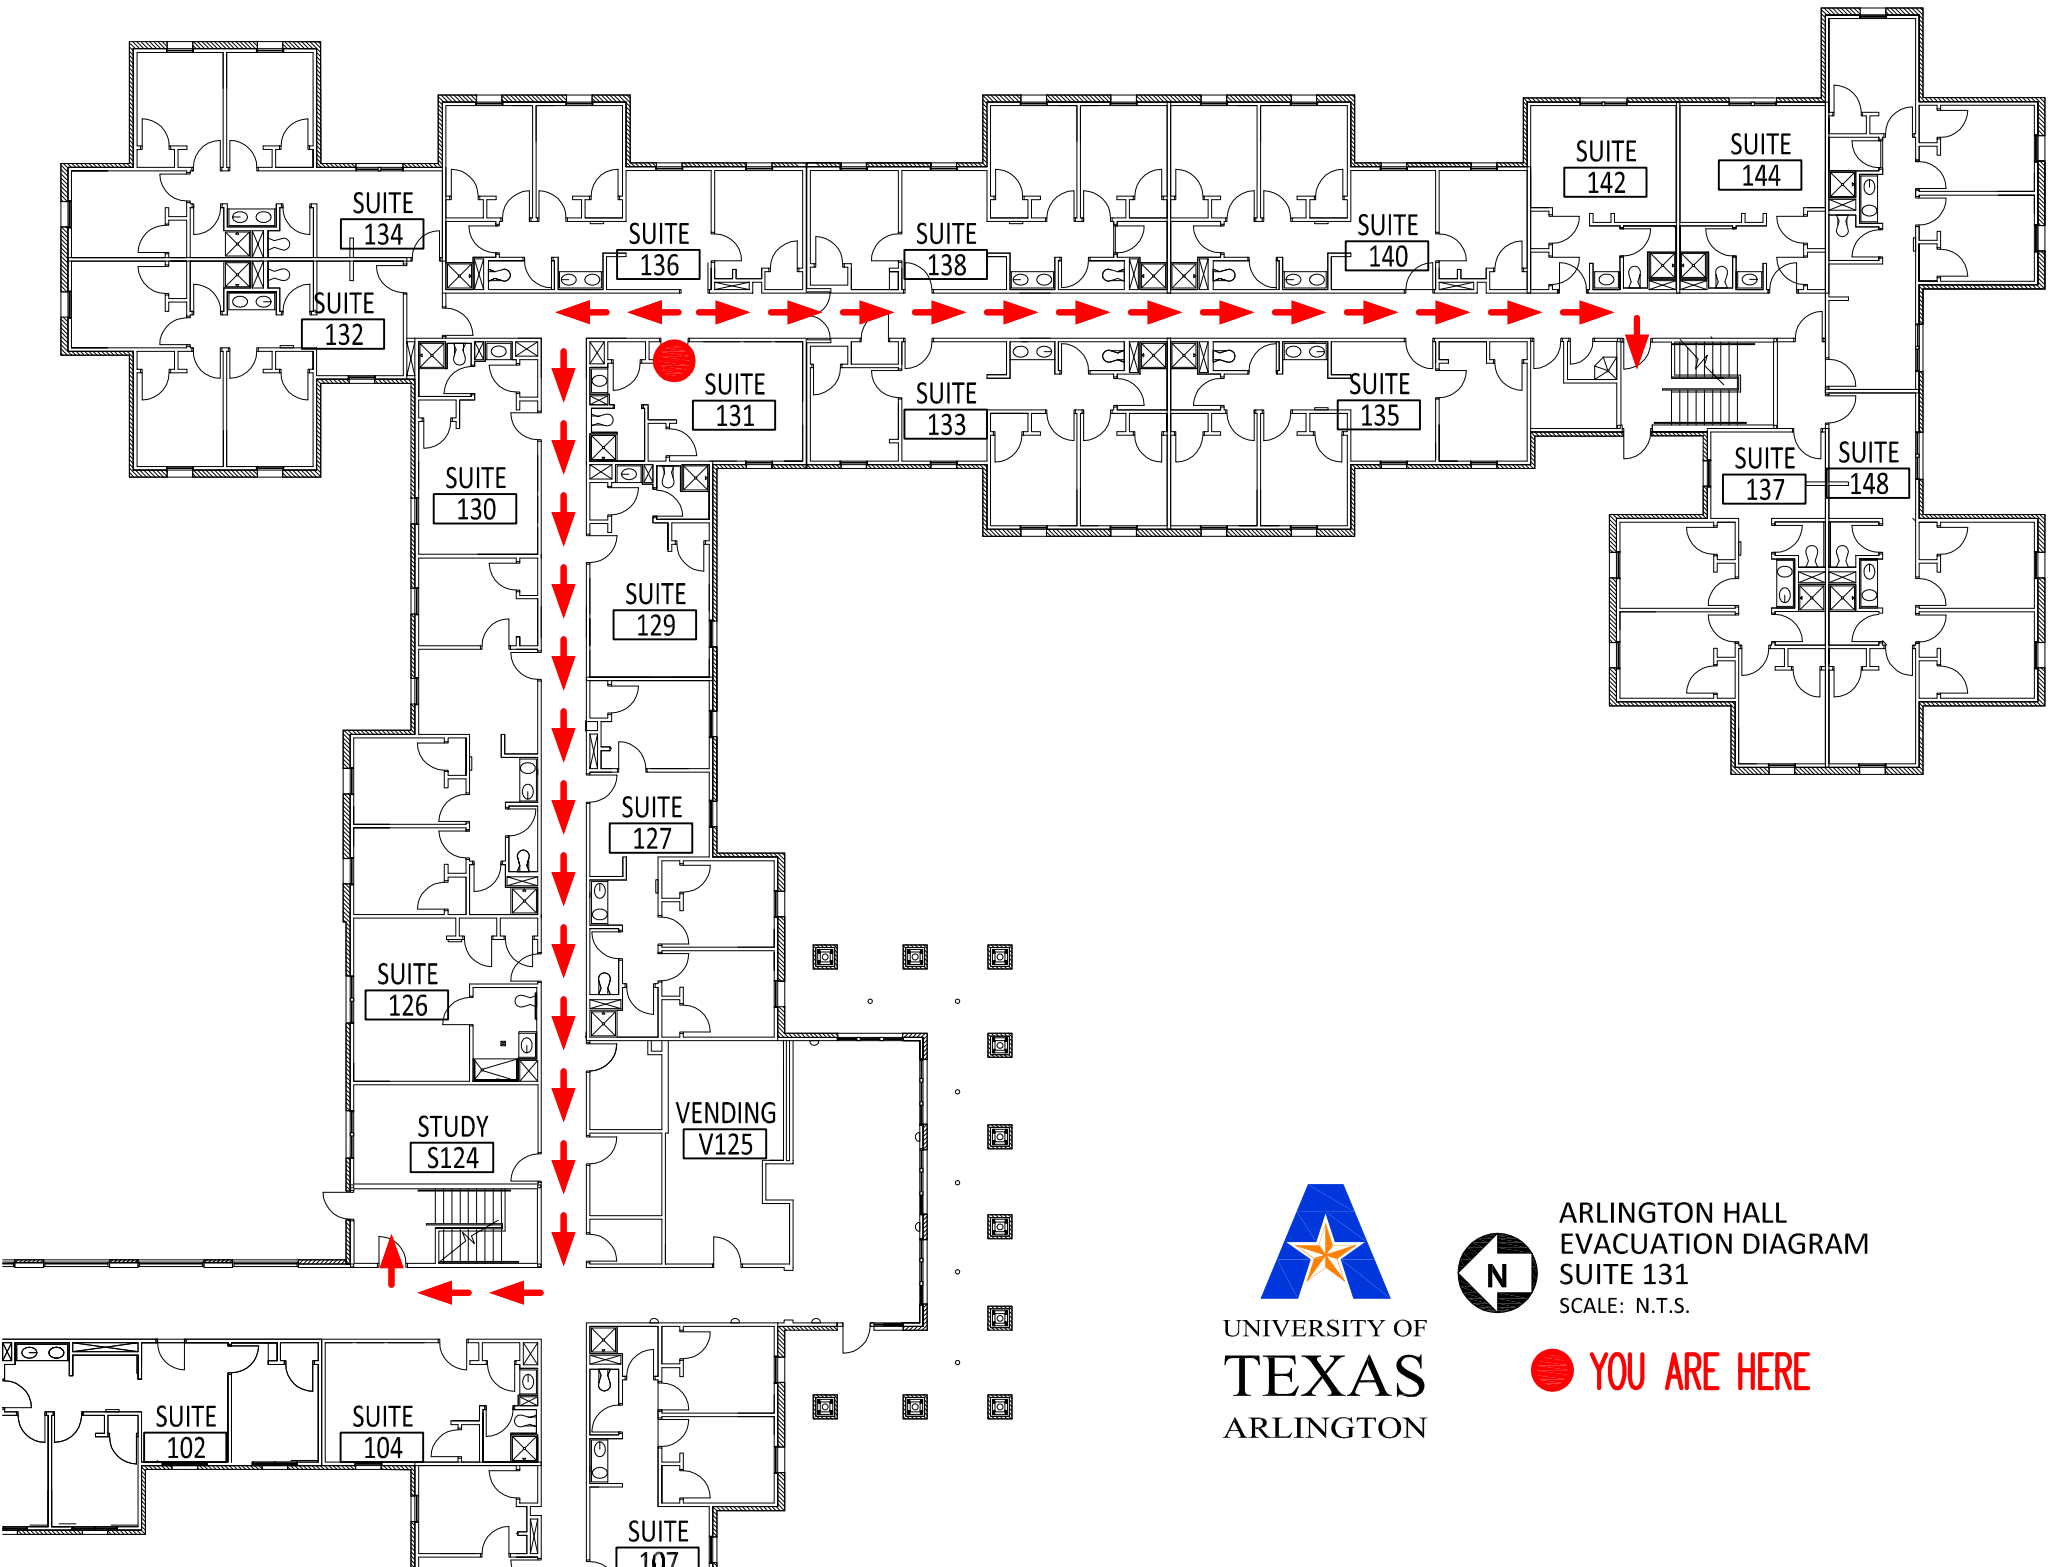 SUITE
134
SUITE
132
SUITE
136
SUITE
138
SUITE
140
SUITE
142
SUITE
144
SUITE
131
SUITE
133
SUITE
135
SUITE
137
SUITE
148
SUITE
130
SUITE
129
SUITE
127
SUITE
126
STUDY
S124
VENDING
V125
SUITE
102
SUITE
104
SUITE
107
UNIVERSITY OF
TEXAS
ARLINGTON
N
ARLINGTON HALL
EVACUATION DIAGRAM
SUITE 131
SCALE: N.T.S.
YOU ARE HERE